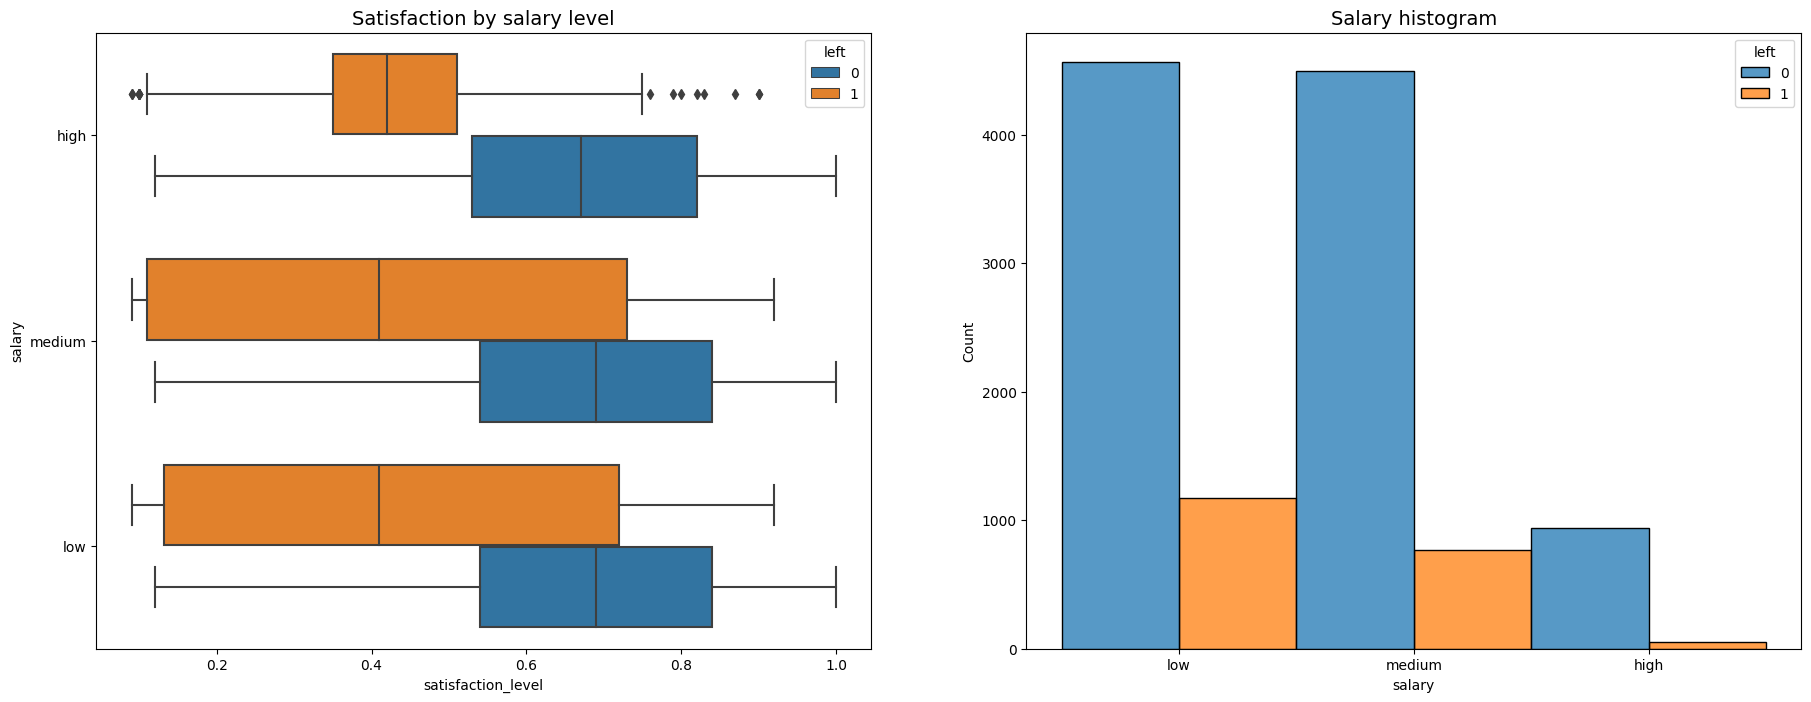 Satisfaction by salary level
left
0
1
high
medium
low
salary
0.2 0.4 0.6 0.8 1.0
satisfaction_level
Salary histogram
left
0
1
4000
3000
2000
1000
0
Count
low medium high
salary